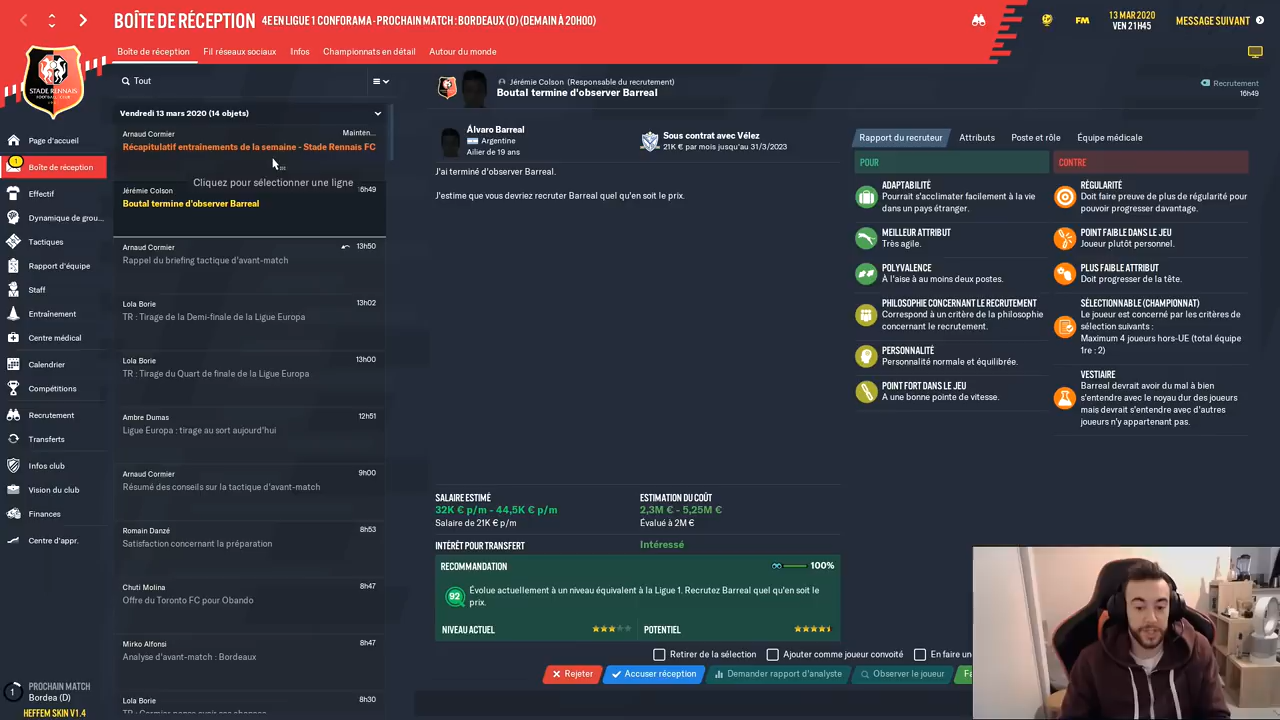 BOÎTE DE RÉCEPTION
4E EN LIGUE 1 CONFORAMA - PROCHAIN MATCH : BORDEAUX (D) (DEMAIN À 20H00)
FM
13 MAR 2020
VEN 21H45
MESSAGE SUIVANT
Boîte de réception
Fil réseaux sociaux
Infos
Championnats en détail
Autour du monde
STADE RENNAIS
Page d'accueil
1
Boîte de réception
Effectif
Dynamique de grou...
Tactiques
Rapport d'équipe
Staff
Entraînement
Centre médical
Calendrier
Compétitions
Recrutement
Transferts
Infos club
Vision du club
Finances
Centre d'appr.
1
PROCHAIN MATCH
Bordea (D)
HEFFEM SKIN V1.4
Tout
Vendredi 13 mars 2020 (14 objets)
Arnaud Cormier
Mainten...
Récapitulatif entraînements de la semaine - Stade Rennais FC
Cliquez pour sélectionner une ligne
Jérémie Colson
16h49
Boutal termine d'observer Barreal
Arnaud Cormier
13h50
Rappel du briefing tactique d'avant-match
Lola Borie
13h02
TR : Tirage de la Demi-finale de la Ligue Europa
Lola Borie
13h00
TR : Tirage du Quart de finale de la Ligue Europa
Ambre Dumas
12h51
Ligue Europa : tirage au sort aujourd'hui
Arnaud Cormier
9h00
Résumé des conseils sur la tactique d'avant-match
Romain Danzé
8h53
Satisfaction concernant la préparation
Chuti Molina
8h47
Offre du Toronto FC pour Obando
Mirko Alfonsi
8h47
Analyse d'avant-match : Bordeaux
Lola Borie
8h30
Jérémie Colson (Responsable du recrutement)
Boutal termine d'observer Barreal
Recrutement
16h49
Álvaro Barreal
Argentine
Ailier de 19 ans
Sous contrat avec Vélez
21K € par mois jusqu'au 31/3/2023
J'ai terminé d'observer Barreal.
J'estime que vous devriez recruter Barreal quel qu'en soit le prix.
Rapport du recruteur
Attributs
Poste et rôle
Équipe médicale
POUR
ADAPTABILITÉ
Pourrait s'acclimater facilement à la vie
dans un pays étranger.
MEILLEUR ATTRIBUT
Très agile.
POLYVALENCE
À l'aise à au moins deux postes.
PHILOSOPHIE CONCERNANT LE RECRUTEMENT
Correspond à un critère de la philosophie
concernant le recrutement.
PERSONNALITÉ
Personnalité normale et équilibrée.
POINT FORT DANS LE JEU
A une bonne pointe de vitesse.
CONTRE
RÉGULARITÉ
Doit faire preuve de plus de régularité pour
pouvoir progresser davantage.
POINT FAIBLE DANS LE JEU
Joueur plutôt personnel.
PLUS FAIBLE ATTRIBUT
Doit progresser de la tête.
SÉLECTIONNABLE (CHAMPIONNAT)
Le joueur est concerné par les critères de
sélection suivants :
Maximum 4 joueurs hors-UE (total équipe
1re : 2)
VESTIAIRE
Barreal devrait avoir du mal à bien
s'entendre avec le noyau dur des joueurs
mais devrait s'entendre avec d'autres
joueurs n'y appartenant pas.
SALAIRE ESTIMÉ
32K € p/m - 44,5K € p/m
Salaire de 21K € p/m
ESTIMATION DU COÛT
2,3M € - 5,25M €
Évalué à 2M €
INTÉRÊT POUR TRANSFERT
Intéressé
RECOMMANDATION
100%
92
Évolue actuellement à un niveau équivalent à la Ligue 1. Recrutez Barreal quel qu'en soit le
prix.
NIVEAU ACTUEL
POTENTIEL
Retirer de la sélection
Ajouter comme joueur convoité
En faire un
Rejeter
Accuser réception
Demander rapport d'analyste
Observer le joueur
Fa